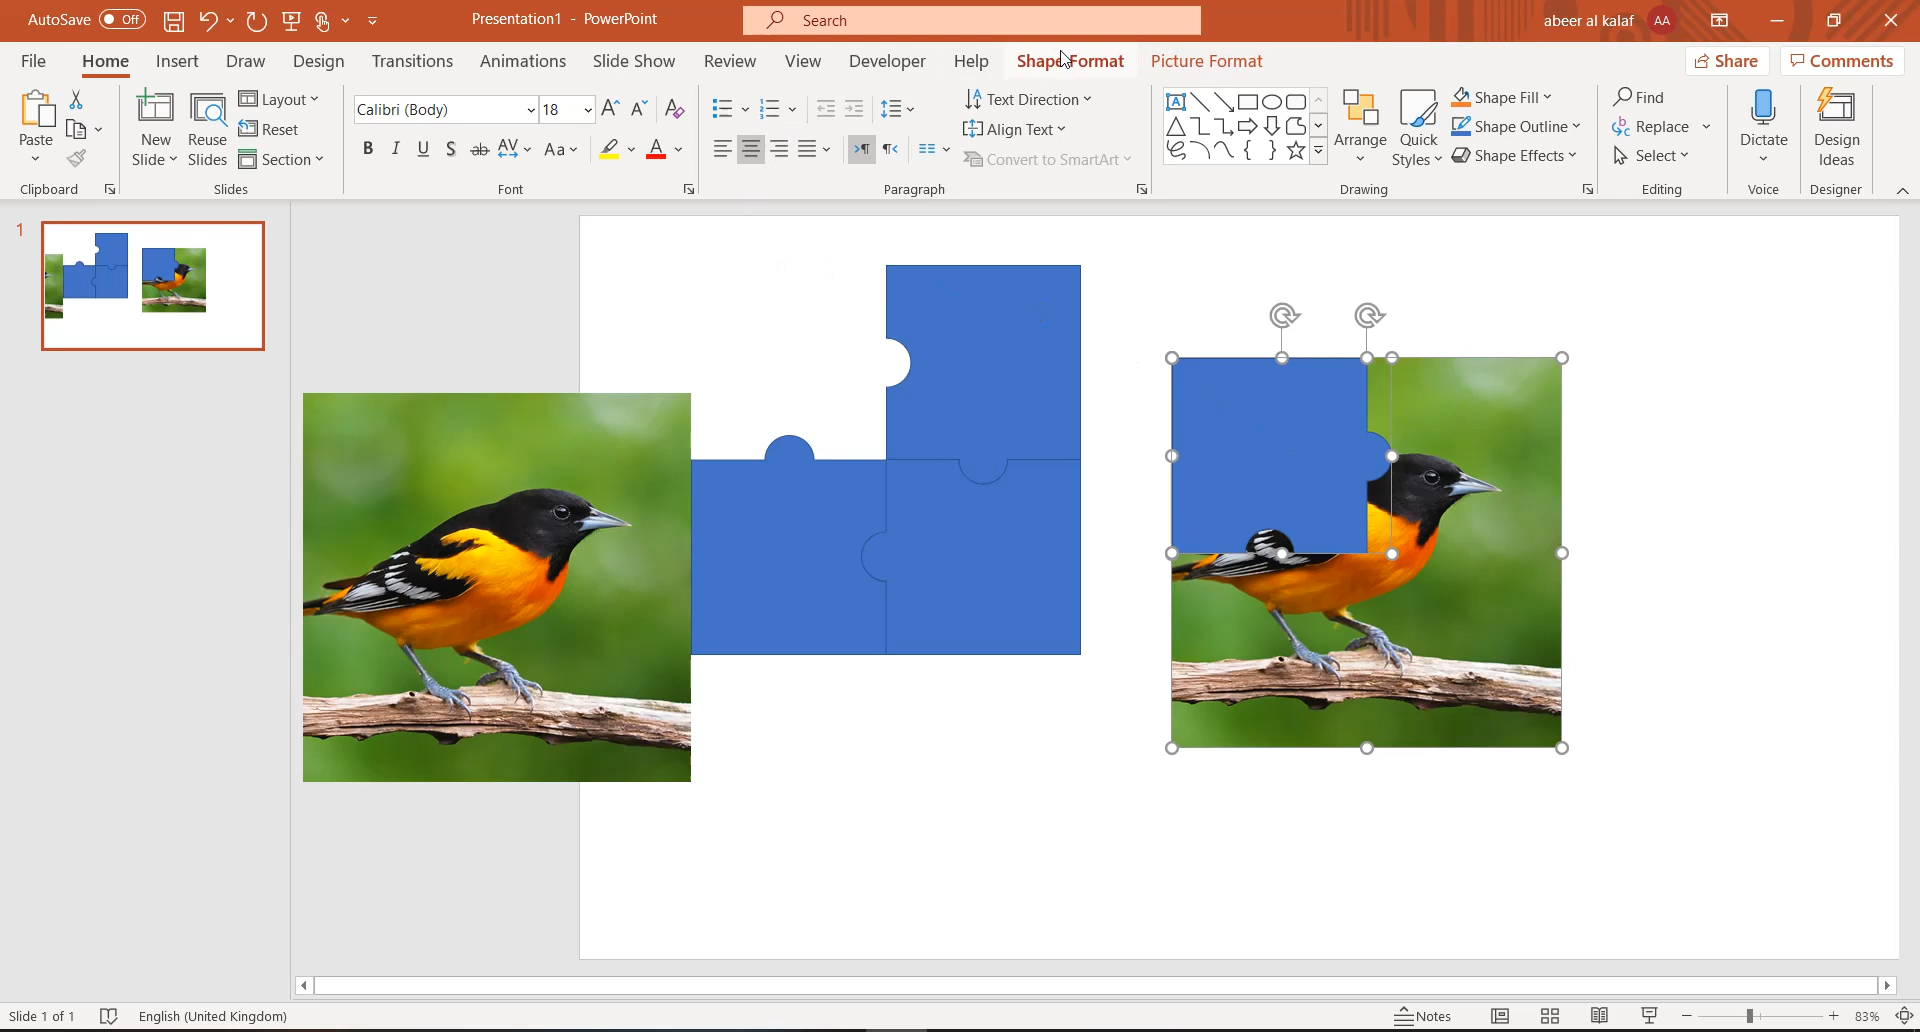 AutoSave Off Presentation1 - PowerPoint Search abeer al kalaf AA
File Home Insert Draw Design Transitions Animations Slide Show Review View Developer Help Shape Format Picture Format Share Comments
Paste
New Slide
Reuse Slides
Layout
Reset
Section
Calibri (Body) 18
B I U S ab AV Aa A
Text Direction
Align Text
Convert to SmartArt
Arrange
Quick Styles
Shape Fill
Shape Outline
Shape Effects
Find
Replace
Select
Dictate
Design Ideas
Clipboard Slides Font Paragraph Drawing Editing Voice Designer
1
Slide 1 of 1 English (United Kingdom) Notes 83%